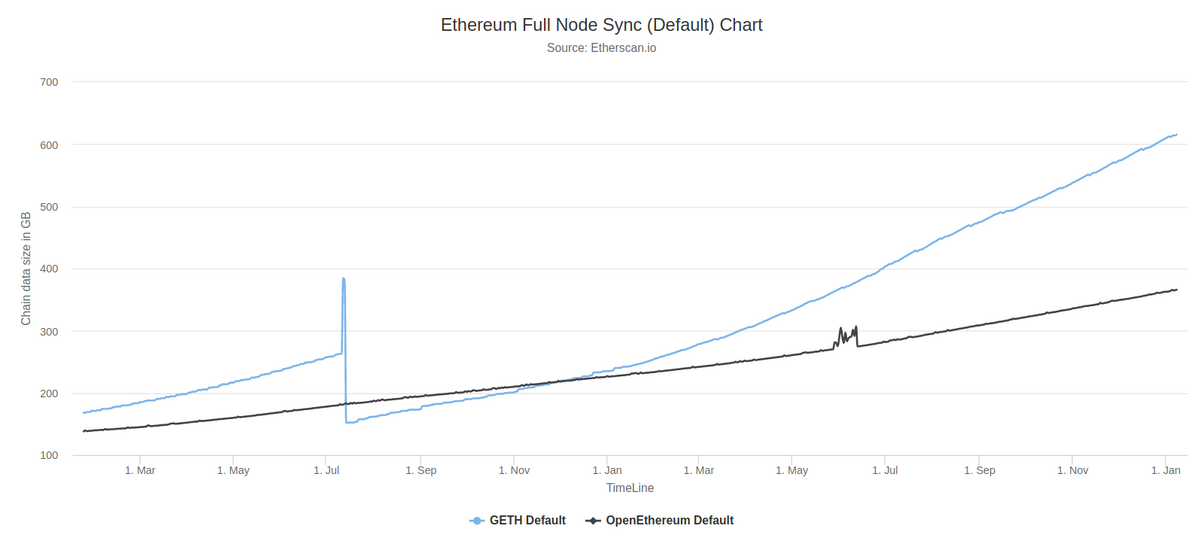 Ethereum Full Node Sync (Default) Chart
Source: Etherscan.io
Chain data size in GB
700
600
500
400
300
200
100
1. Mar
1. May
1. Jul
1. Sep
1. Nov
1. Jan
1. Mar
1. May
1. Jul
1. Sep
1. Nov
1. Jan
TimeLine
GETH Default
OpenEthereum Default